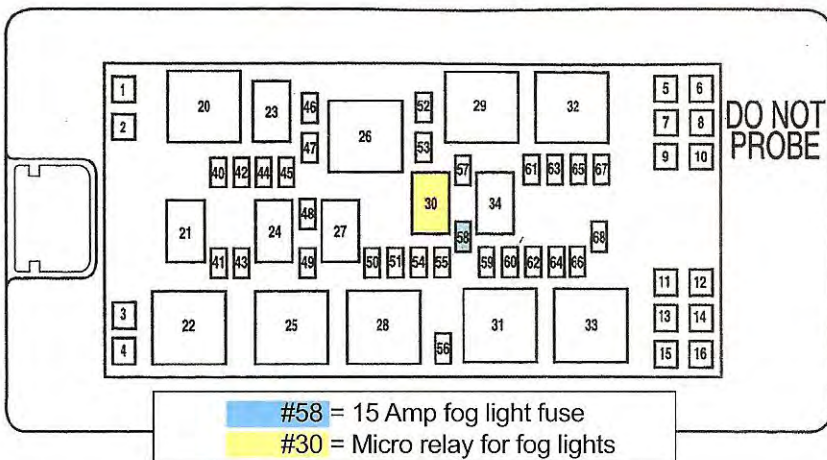 1 20 23 46 26 52 29 32 5 6
2 47 53 7 8
DO NOT
PROBE
40 42 44 45 57 61 63 65 67 9 10
21 24 48 27 30 58 34 68
41 43 49 50 51 54 55 59 60 62 64 66
3 22 25 28 56 31 33 11 12
13 14
4 15 16
#58 = 15 Amp fog light fuse
#30 = Micro relay for fog lights